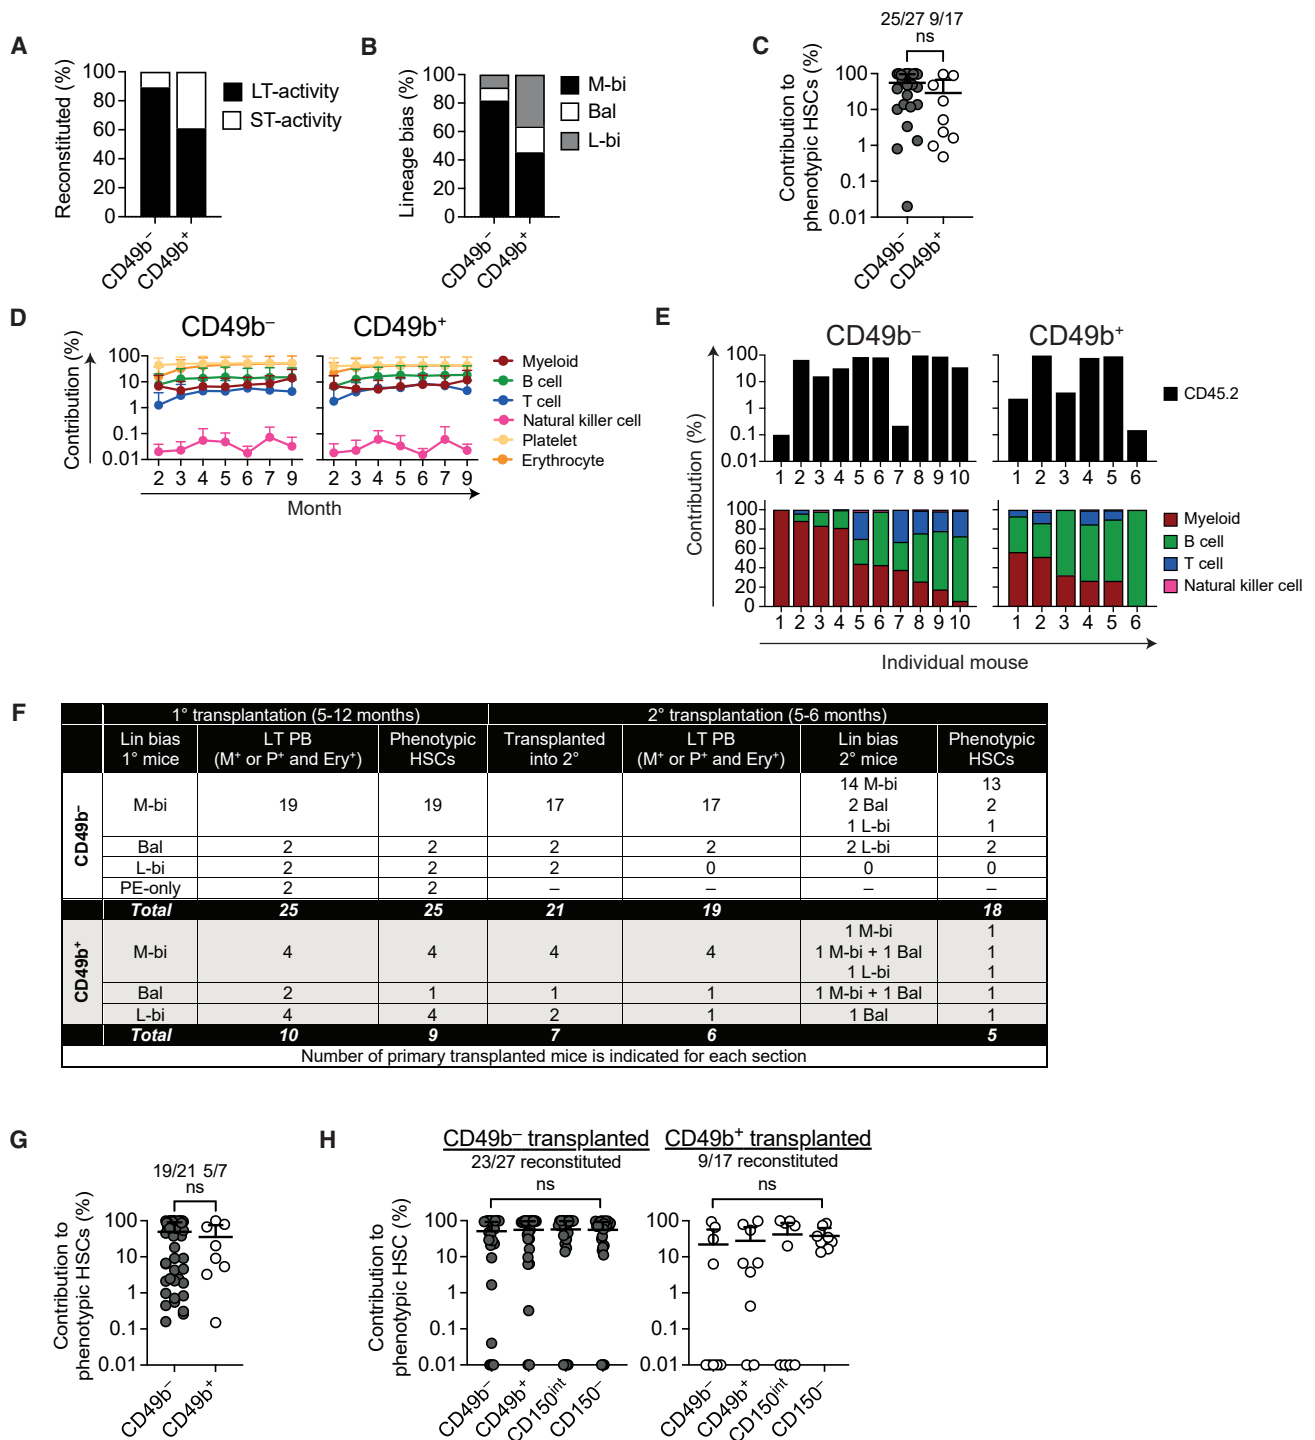 A
Reconstituted (%)
100
80
60
40
20
0
CD49b⁻
CD49b⁺
LT-activity
ST-activity
B
Lineage bias (%)
100
80
60
40
20
0
CD49b⁻
CD49b⁺
M-bi
Bal
L-bi
C
25/27 9/17
ns
Contribution to
phenotypic HSCs (%)
100
10
1
0.1
0.01
CD49b⁻
CD49b⁺
D
CD49b⁻
CD49b⁺
Contribution (%)
100
10
1
0.1
0.01
2 3 4 5 6 7 9
2 3 4 5 6 7 9
Month
Myeloid
B cell
T cell
Natural killer cell
Platelet
Erythrocyte
E
CD49b⁻
CD49b⁺
Contribution (%)
100
10
1
0.1
0.01
1 2 3 4 5 6 7 8 9 10
1 2 3 4 5 6
CD45.2
100
80
60
40
20
0
1 2 3 4 5 6 7 8 9 10
1 2 3 4 5 6
Myeloid
B cell
T cell
Natural killer cell
Individual mouse
F
1° transplantation (5-12 months) 2° transplantation (5-6 months)
Lin bias 1° mice LT PB (M⁺ or P⁺ and Ery⁺) Phenotypic HSCs Transplanted into 2° LT PB (M⁺ or P⁺ and Ery⁺) Lin bias 2° mice Phenotypic HSCs
CD49b⁻
14 M-bi 13
M-bi 19 19 17 17 2 Bal 2
1 L-bi 1
Bal 2 2 2 2 2 L-bi 2
L-bi 2 2 2 0 0 0
PE-only 2 2 – – – –
Total 25 25 21 19 18
CD49b⁺
1 M-bi 1
M-bi 4 4 4 4 1 M-bi + 1 Bal 1
1 L-bi 1
Bal 2 1 1 1 1 M-bi + 1 Bal 1
L-bi 4 4 2 1 1 Bal 1
Total 10 9 7 6 5
Number of primary transplanted mice is indicated for each section
G
19/21 5/7
ns
Contribution to
phenotypic HSCs (%)
100
10
1
0.1
0.01
CD49b⁻
CD49b⁺
H
CD49b⁻ transplanted
23/27 reconstituted
ns
Contribution to
phenotypic HSC (%)
100
10
1
0.1
0.01
CD49b⁻
CD49b⁺
CD150ⁱⁿᵗ
CD150⁻
CD49b⁺ transplanted
9/17 reconstituted
ns
100
10
1
0.1
0.01
CD49b⁻
CD49b⁺
CD150ⁱⁿᵗ
CD150⁻